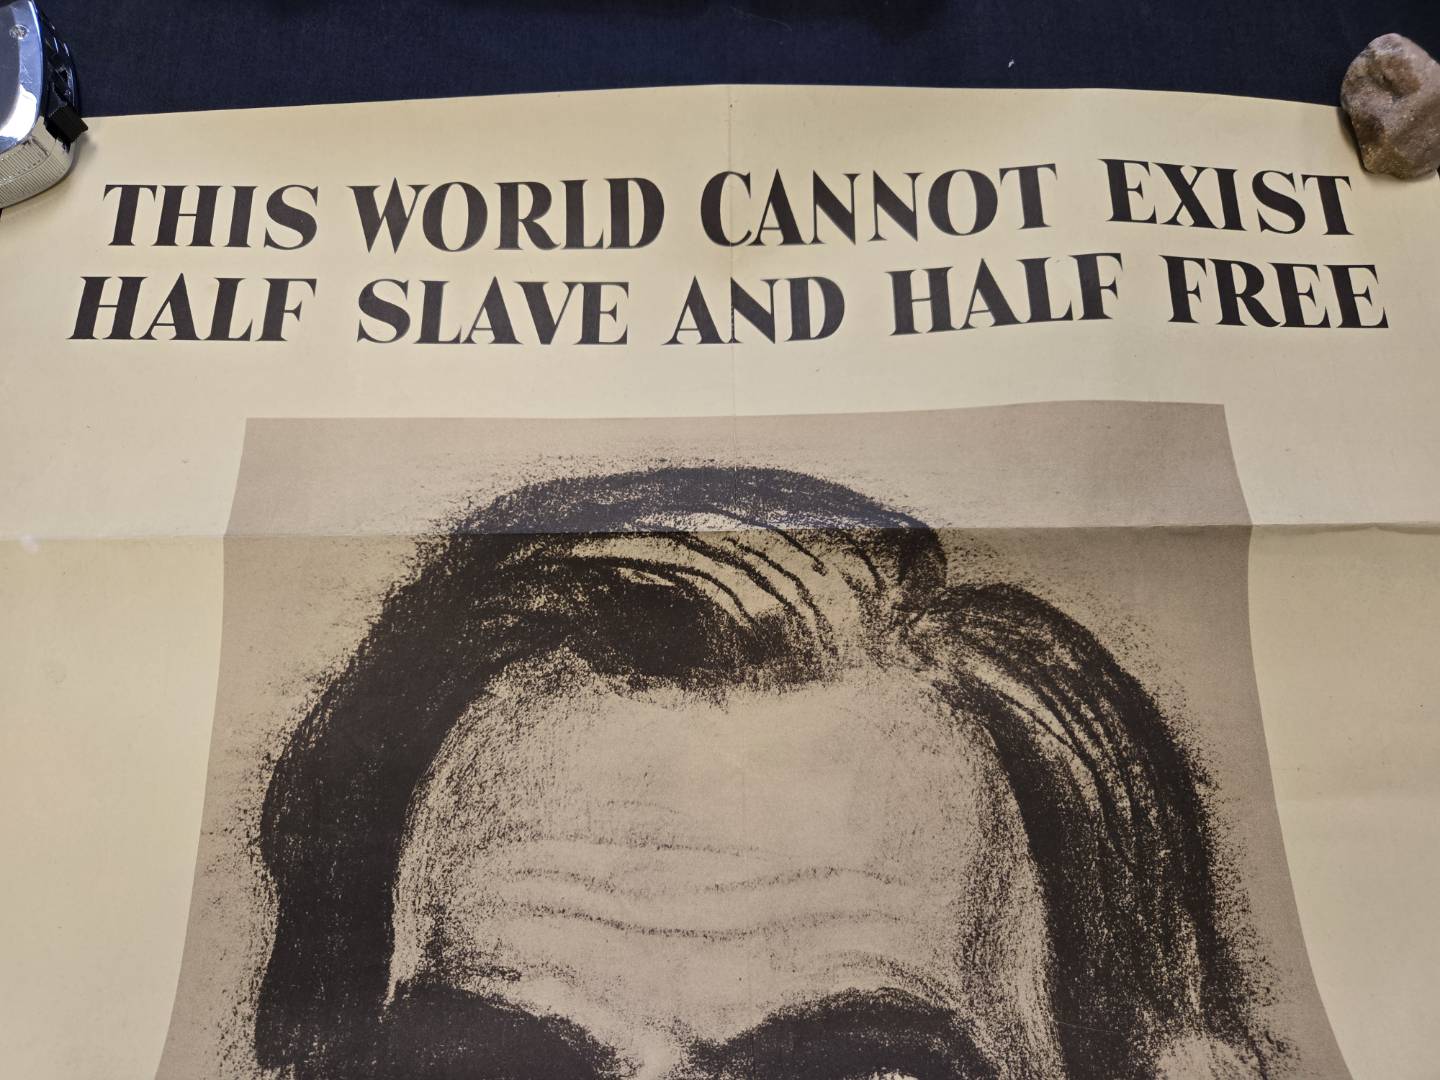 THIS WORLD CANNOT EXIST
HALF SLAVE AND HALF FREE